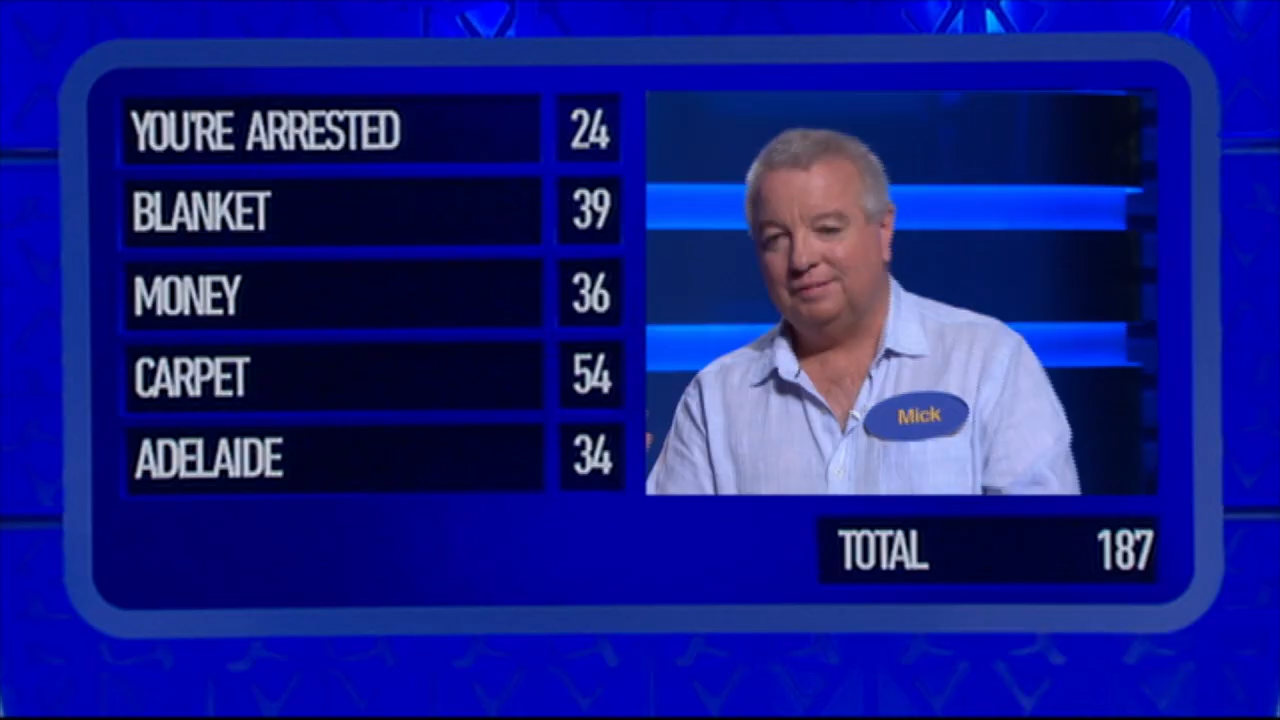 YOU'RE ARRESTED 24
BLANKET 39
MONEY 36
CARPET 54
ADELAIDE 34
Mick
TOTAL 187